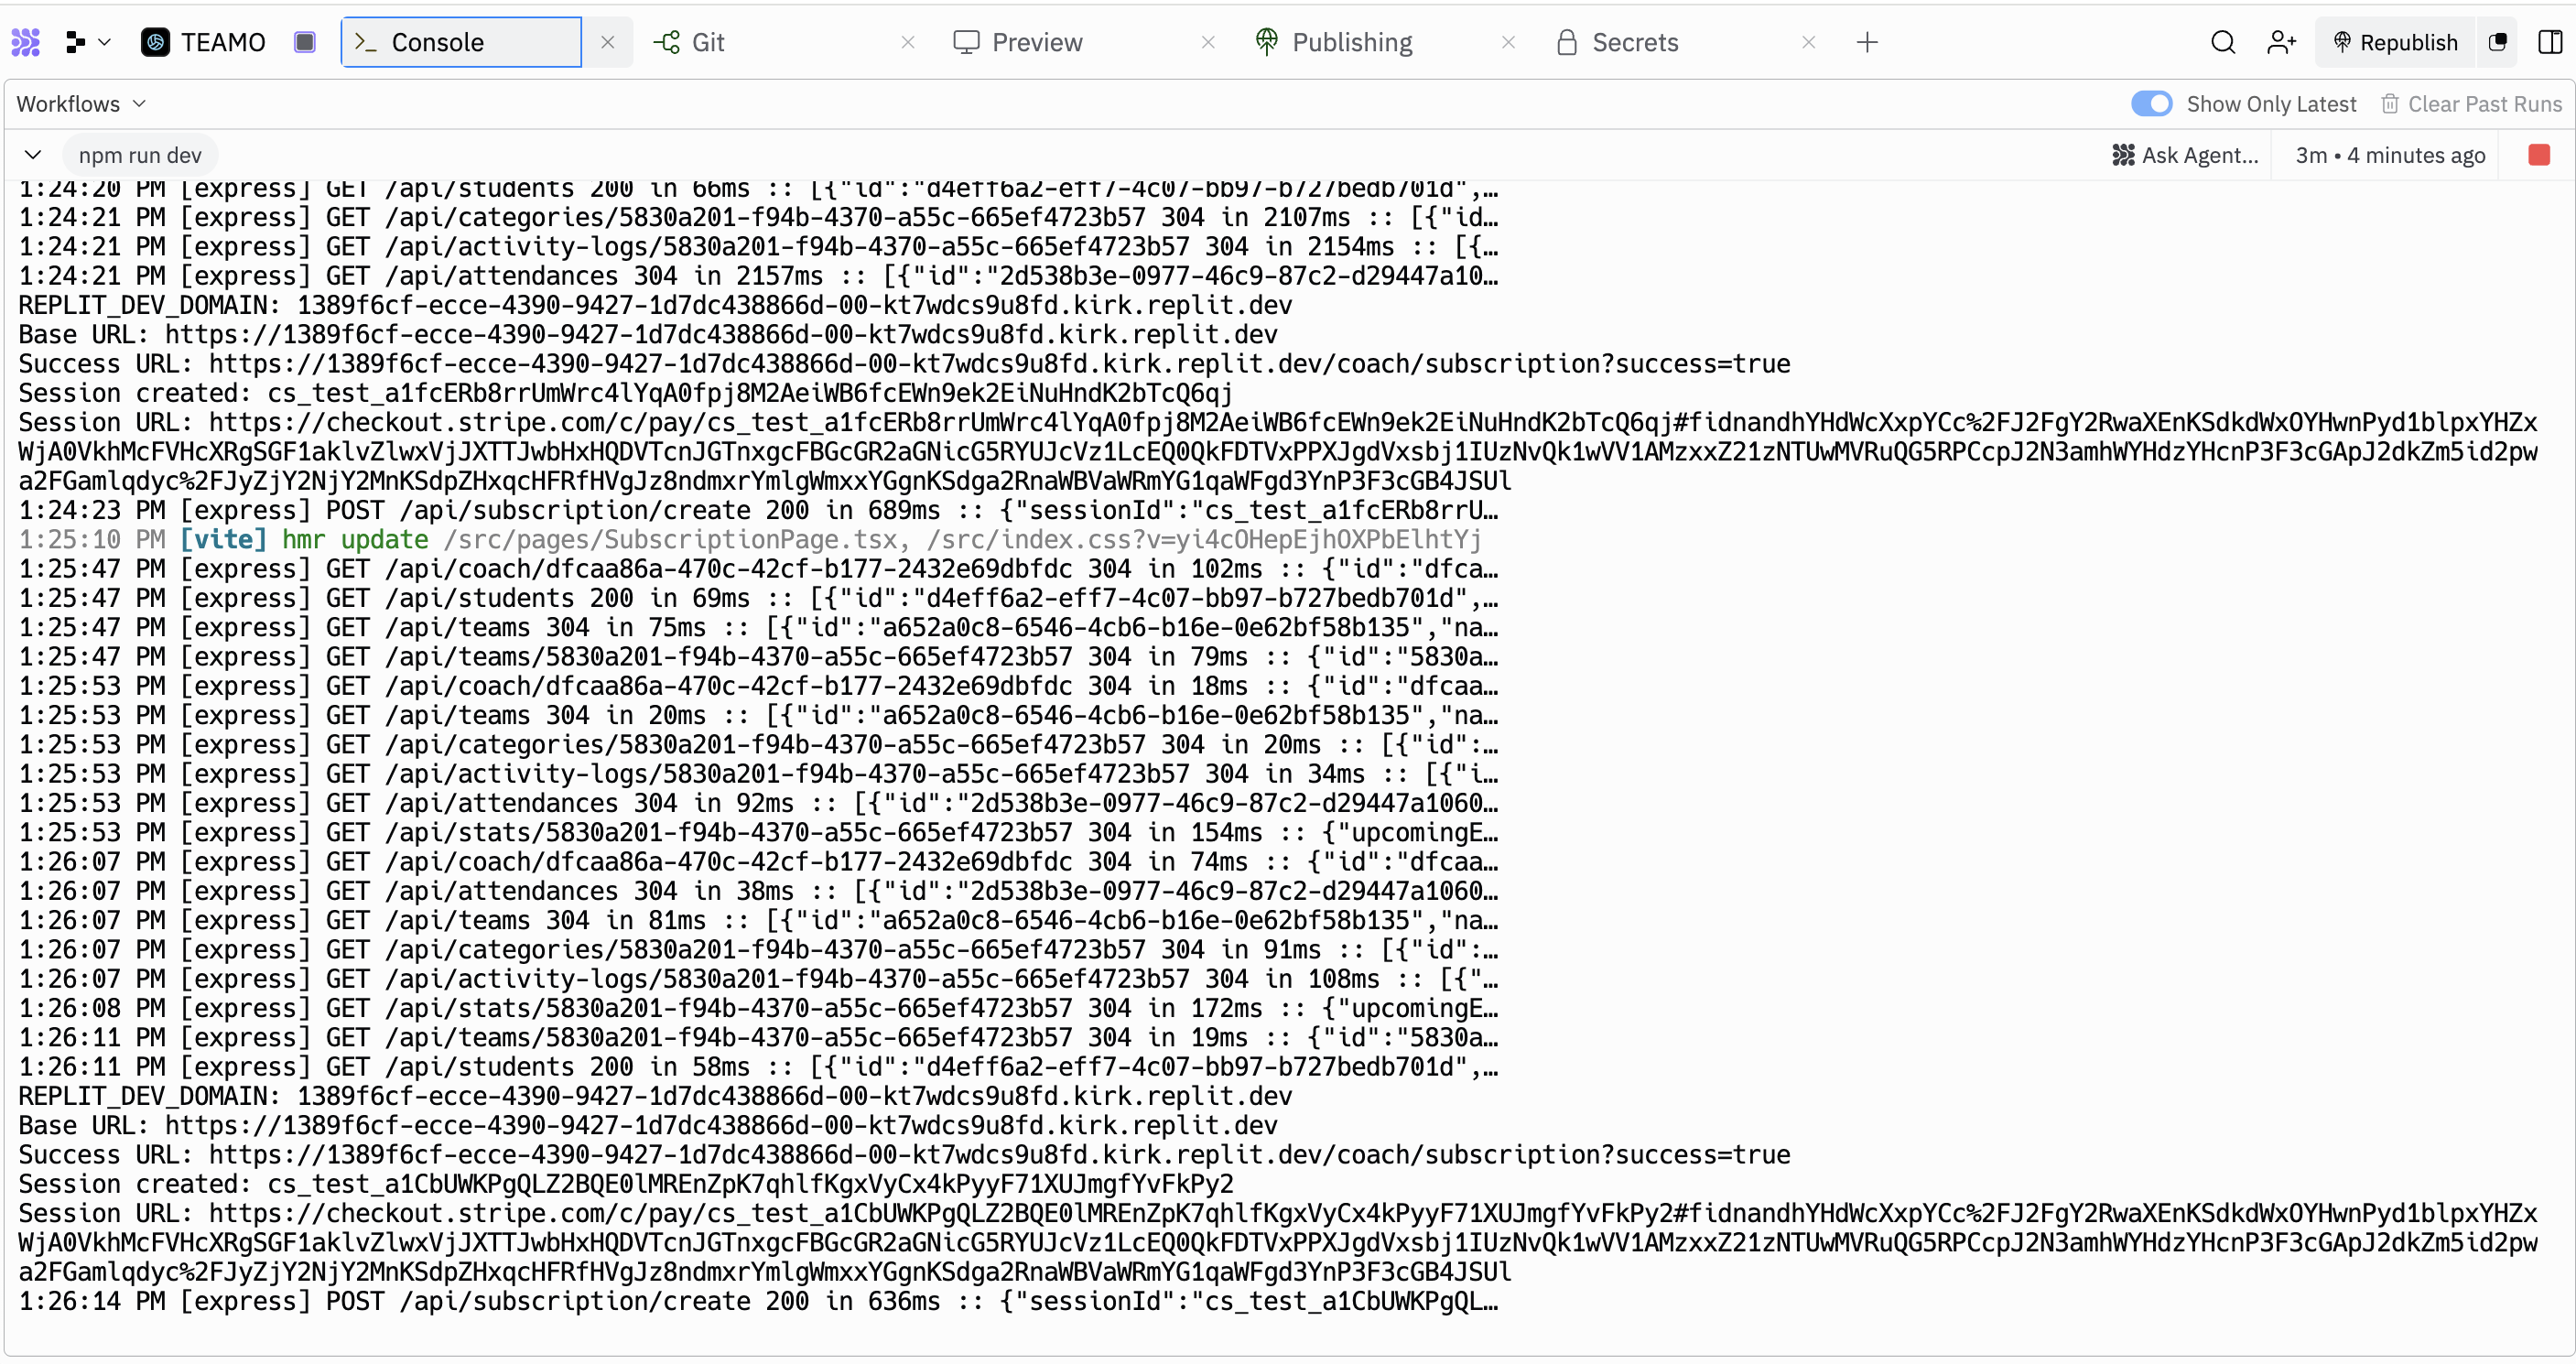 TEAMO
Console
Git
Preview
Publishing
Secrets
Republish
Workflows
Show Only Latest
Clear Past Runs
npm run dev
Ask Agent...
3m • 4 minutes ago
1:24:20 PM [express] GET /api/students 200 in 66ms :: [{"id":"d4eff6a2-eff7-4c07-bb97-b727bedb701d",…
1:24:21 PM [express] GET /api/categories/5830a201-f94b-4370-a55c-665ef4723b57 304 in 2107ms :: [{"id…
1:24:21 PM [express] GET /api/activity-logs/5830a201-f94b-4370-a55c-665ef4723b57 304 in 2154ms :: [{…
1:24:21 PM [express] GET /api/attendances 304 in 2157ms :: [{"id":"2d538b3e-0977-46c9-87c2-d29447a10…
REPLIT_DEV_DOMAIN: 1389f6cf-ecce-4390-9427-1d7dc438866d-00-kt7wdcs9u8fd.kirk.replit.dev
Base URL: https://1389f6cf-ecce-4390-9427-1d7dc438866d-00-kt7wdcs9u8fd.kirk.replit.dev
Success URL: https://1389f6cf-ecce-4390-9427-1d7dc438866d-00-kt7wdcs9u8fd.kirk.replit.dev/coach/subscription?success=true
Session created: cs_test_a1fcERb8rrUmWrc4lYqA0fpj8M2AeiWB6fcEWn9ek2EiNuHndK2bTcQ6qj
Session URL: https://checkout.stripe.com/c/pay/cs_test_a1fcERb8rrUmWrc4lYqA0fpj8M2AeiWB6fcEWn9ek2EiNuHndK2bTcQ6qj#fidnandhYHdWcXxpYCc%2FJ2FgY2RwaXEnKSdkdWxOYHwnPyd1blpxYHZx
WjA0VkhMcFVHcXRgSGF1aklvZlwxVjJXTTJwbHxHQDVTcnJGTnxgcFBGcGR2aGNicG5RYUJcVz1LcEQ0QkFDTVxPPXJgdVxsbj1IUzNvQk1wVV1AMzxxZ21zNTUwMVRuQG5RPCcpJ2N3amhWYHdzYHcnP3F3cGApJ2dkZm5id2pw
a2FGamlqdyc%2FJyZjY2NjY2MnKSdpZHxqcHFRfHVgJz8ndmxrYmlgWmxxYGgnKSdga2RnaWBVaWRmYG1qaWFgd3YnP3F3cGB4JSUl
1:24:23 PM [express] POST /api/subscription/create 200 in 689ms :: {"sessionId":"cs_test_a1fcERb8rrU…
1:25:10 PM [vite] hmr update /src/pages/SubscriptionPage.tsx, /src/index.css?v=yi4cOHepEjhOXPbElhtYj
1:25:47 PM [express] GET /api/coach/dfcaa86a-470c-42cf-b177-2432e69dbfdc 304 in 102ms :: {"id":"dfca…
1:25:47 PM [express] GET /api/students 200 in 69ms :: [{"id":"d4eff6a2-eff7-4c07-bb97-b727bedb701d",…
1:25:47 PM [express] GET /api/teams 304 in 75ms :: [{"id":"a652a0c8-6546-4cb6-b16e-0e62bf58b135","na…
1:25:47 PM [express] GET /api/teams/5830a201-f94b-4370-a55c-665ef4723b57 304 in 79ms :: {"id":"5830a…
1:25:53 PM [express] GET /api/coach/dfcaa86a-470c-42cf-b177-2432e69dbfdc 304 in 18ms :: {"id":"dfcaa…
1:25:53 PM [express] GET /api/teams 304 in 20ms :: [{"id":"a652a0c8-6546-4cb6-b16e-0e62bf58b135","na…
1:25:53 PM [express] GET /api/categories/5830a201-f94b-4370-a55c-665ef4723b57 304 in 20ms :: [{"id":…
1:25:53 PM [express] GET /api/activity-logs/5830a201-f94b-4370-a55c-665ef4723b57 304 in 34ms :: [{"i…
1:25:53 PM [express] GET /api/attendances 304 in 92ms :: [{"id":"2d538b3e-0977-46c9-87c2-d29447a1060…
1:25:53 PM [express] GET /api/stats/5830a201-f94b-4370-a55c-665ef4723b57 304 in 154ms :: {"upcomingE…
1:26:07 PM [express] GET /api/coach/dfcaa86a-470c-42cf-b177-2432e69dbfdc 304 in 74ms :: {"id":"dfcaa…
1:26:07 PM [express] GET /api/attendances 304 in 38ms :: [{"id":"2d538b3e-0977-46c9-87c2-d29447a1060…
1:26:07 PM [express] GET /api/teams 304 in 81ms :: [{"id":"a652a0c8-6546-4cb6-b16e-0e62bf58b135","na…
1:26:07 PM [express] GET /api/categories/5830a201-f94b-4370-a55c-665ef4723b57 304 in 91ms :: [{"id":…
1:26:07 PM [express] GET /api/activity-logs/5830a201-f94b-4370-a55c-665ef4723b57 304 in 108ms :: [{"…
1:26:08 PM [express] GET /api/stats/5830a201-f94b-4370-a55c-665ef4723b57 304 in 172ms :: {"upcomingE…
1:26:11 PM [express] GET /api/teams/5830a201-f94b-4370-a55c-665ef4723b57 304 in 19ms :: {"id":"5830a…
1:26:11 PM [express] GET /api/students 200 in 58ms :: [{"id":"d4eff6a2-eff7-4c07-bb97-b727bedb701d",…
REPLIT_DEV_DOMAIN: 1389f6cf-ecce-4390-9427-1d7dc438866d-00-kt7wdcs9u8fd.kirk.replit.dev
Base URL: https://1389f6cf-ecce-4390-9427-1d7dc438866d-00-kt7wdcs9u8fd.kirk.replit.dev
Success URL: https://1389f6cf-ecce-4390-9427-1d7dc438866d-00-kt7wdcs9u8fd.kirk.replit.dev/coach/subscription?success=true
Session created: cs_test_a1CbUWKPgQLZ2BQE0lMREnZpK7qhlfKgxVyCx4kPyyF71XUJmgfYvFkPy2
Session URL: https://checkout.stripe.com/c/pay/cs_test_a1CbUWKPgQLZ2BQE0lMREnZpK7qhlfKgxVyCx4kPyyF71XUJmgfYvFkPy2#fidnandhYHdWcXxpYCc%2FJ2FgY2RwaXEnKSdkdWxOYHwnPyd1blpxYHZx
WjA0VkhMcFVHcXRgSGF1aklvZlwxVjJXTTJwbHxHQDVTcnJGTnxgcFBGcGR2aGNicG5RYUJcVz1LcEQ0QkFDTVxPPXJgdVxsbj1IUzNvQk1wVV1AMzxxZ21zNTUwMVRuQG5RPCcpJ2N3amhWYHdzYHcnP3F3cGApJ2dkZm5id2pw
a2FGamlqdyc%2FJyZjY2NjY2MnKSdpZHxqcHFRfHVgJz8ndmxrYmlgWmxxYGgnKSdga2RnaWBVaWRmYG1qaWFgd3YnP3F3cGB4JSUl
1:26:14 PM [express] POST /api/subscription/create 200 in 636ms :: {"sessionId":"cs_test_a1CbUWKPgQL…